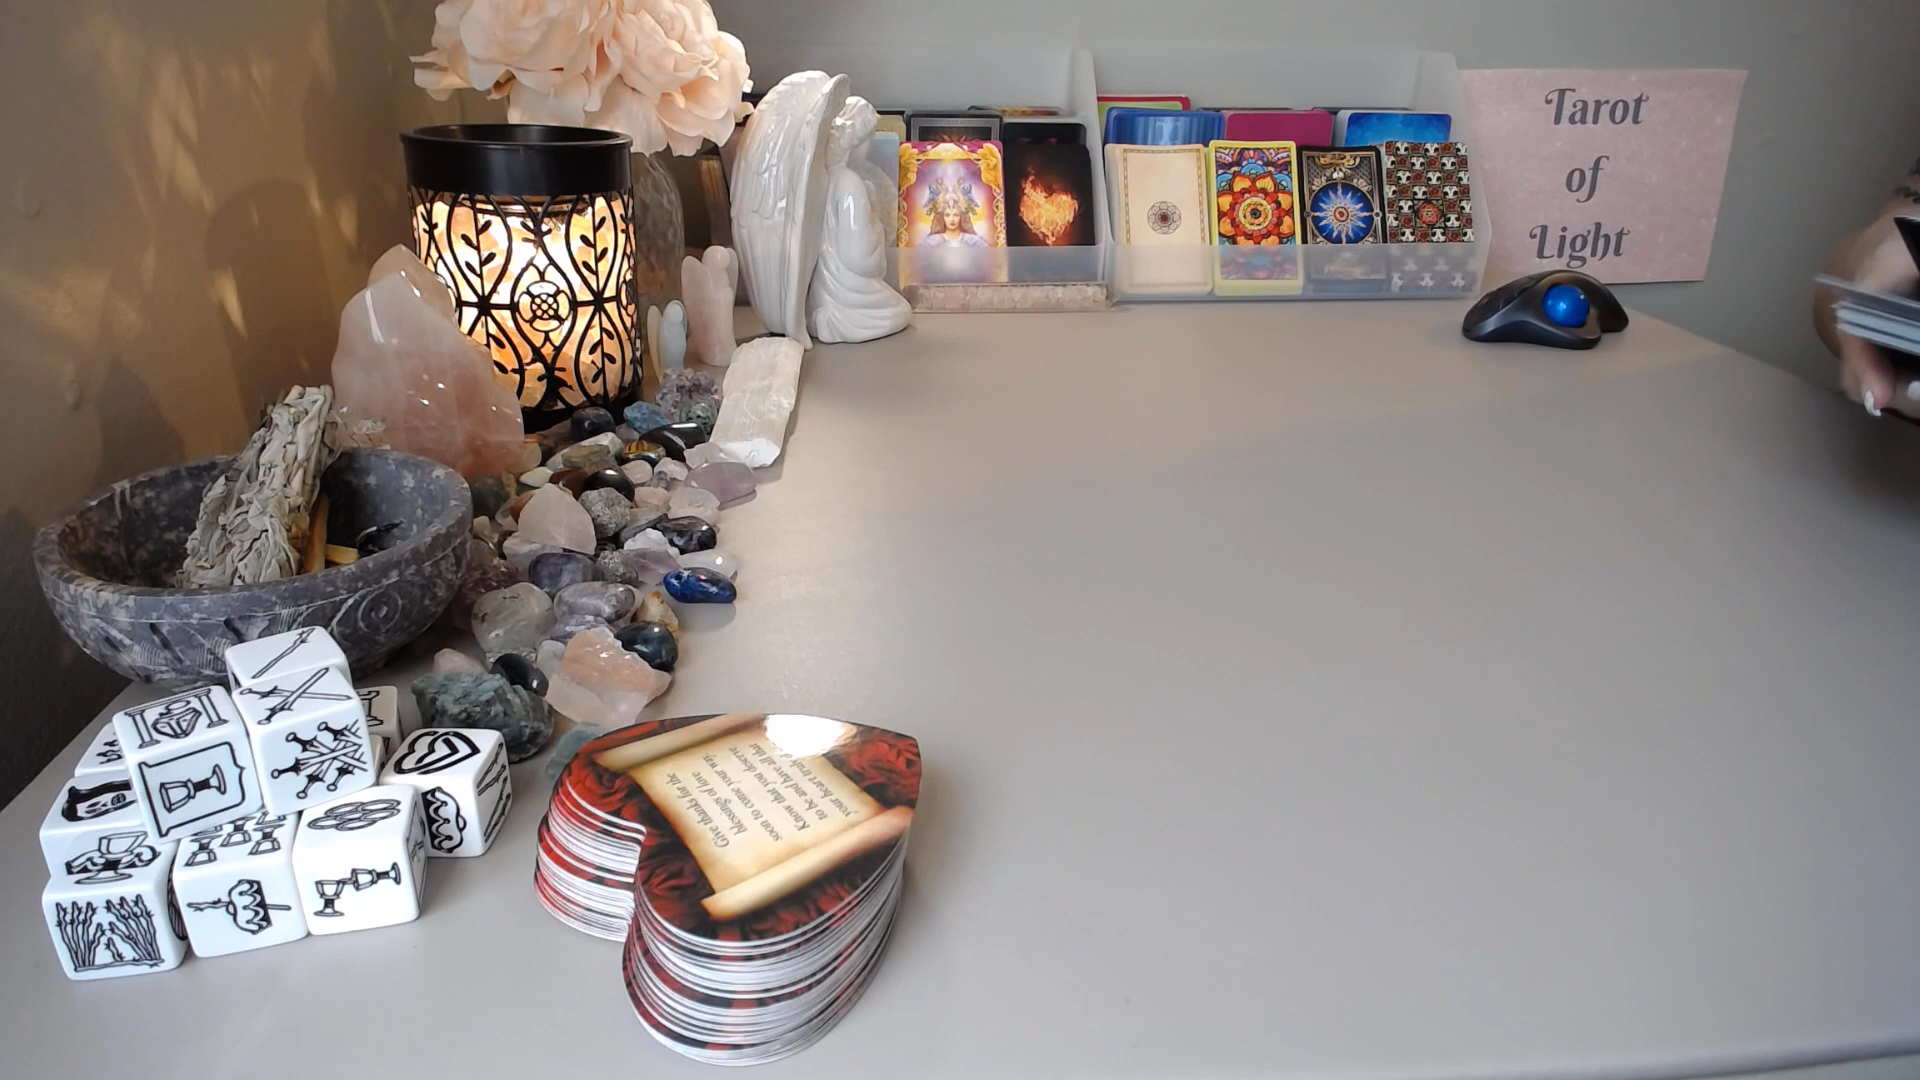 Tarot
of
Light
Give thanks for the
blessings of love
soon to come your way.
Know that you deserve
to be and have all that
your heart truly